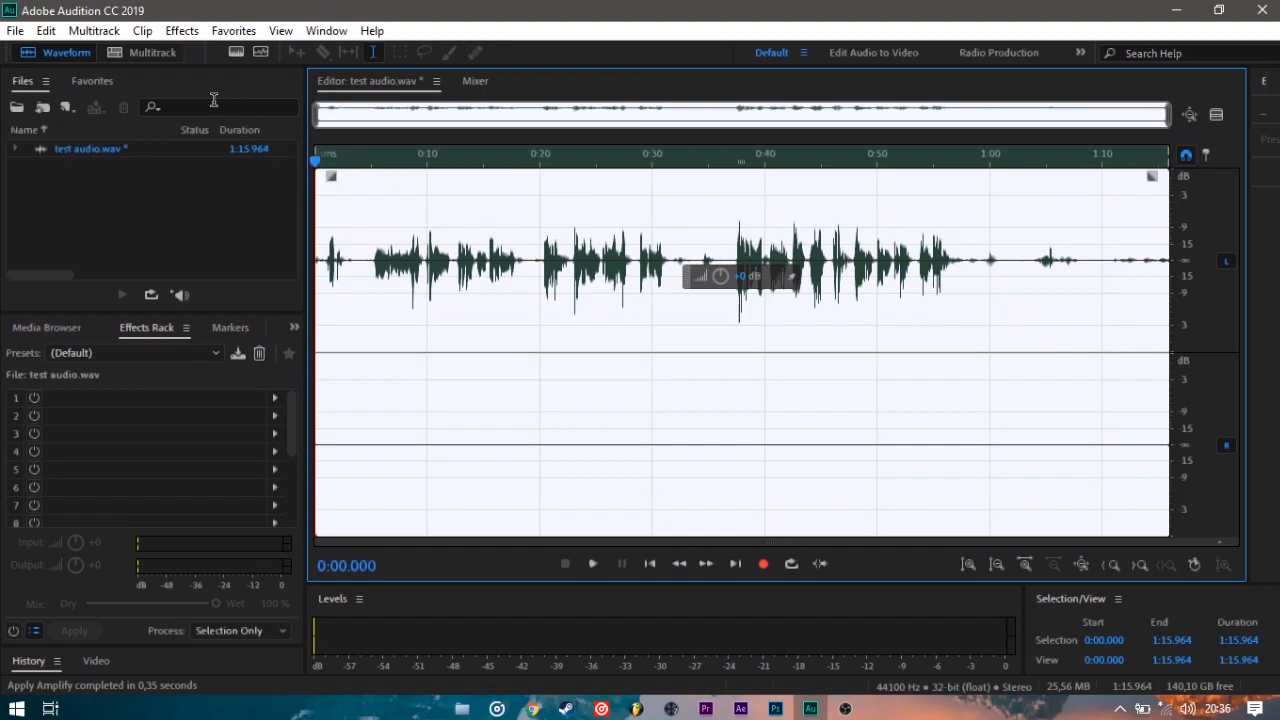 Au Adobe Audition CC 2019
File Edit Multitrack Clip Effects Favorites View Window Help
Waveform Multitrack Default Edit Audio to Video Radio Production Search Help
Files Favorites
Name Status Duration
test audio.wav * 1:15.964
Editor: test audio.wav * Mixer
0:10 0:20 0:30 0:40 0:50 1:00 1:10
dB
-3
-9
-15
-∞
-15
-9
-3
L
+0 dB
dB
-3
-9
-15
-∞
-15
-9
-3
R
Media Browser Effects Rack Markers
Presets: (Default)
File: test audio.wav
1
2
3
4
5
6
7
8
Input: +0
Output: +0
dB -48 -36 -24 -12 0
Mix: Dry Wet 100 %
Apply Process: Selection Only
History Video
0:00.000
Levels
dB -57 -54 -51 -48 -45 -42 -39 -36 -33 -30 -27 -24 -21 -18 -15 -12 -9 -6 -3 0
Selection/View
Start End Duration
Selection 0:00.000 1:15.964 1:15.964
View 0:00.000 1:15.964 1:15.964
Apply Amplify completed in 0,35 seconds
44100 Hz ● 32-bit (float) ● Stereo 25,56 MB 1:15.964 140,10 GB free
Pr Ae Ps Au
20:36